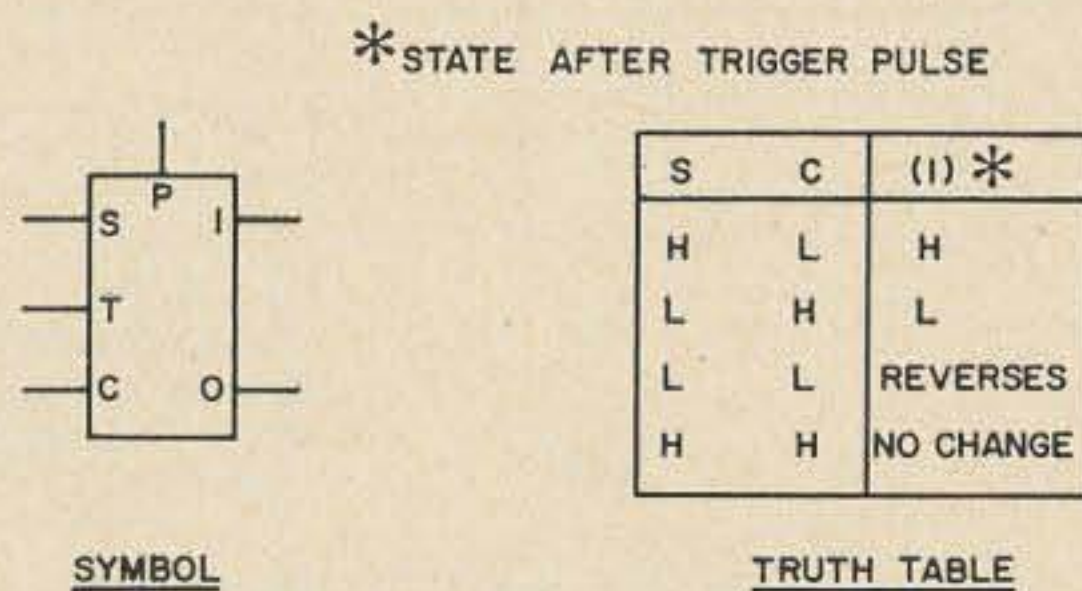 *STATE AFTER TRIGGER PULSE
P
S I
T
C O
SYMBOL
S C (I) *
H L H
L H L
L L REVERSES
H H NO CHANGE
TRUTH TABLE